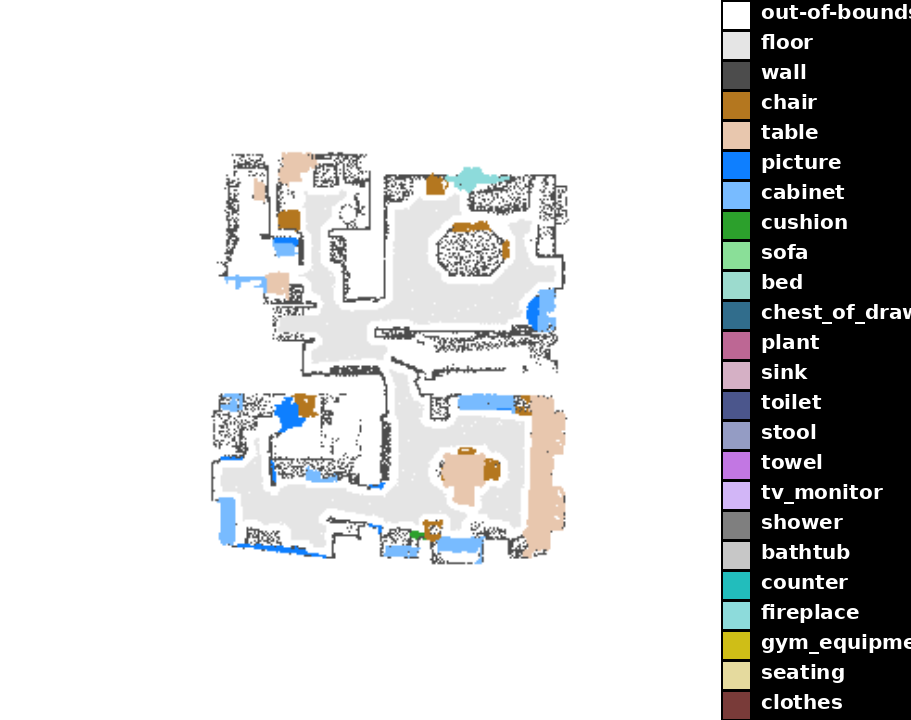 out-of-bounds
floor
wall
chair
table
picture
cabinet
cushion
sofa
bed
chest_of_draw
plant
sink
toilet
stool
towel
tv_monitor
shower
bathtub
counter
fireplace
gym_equipme
seating
clothes